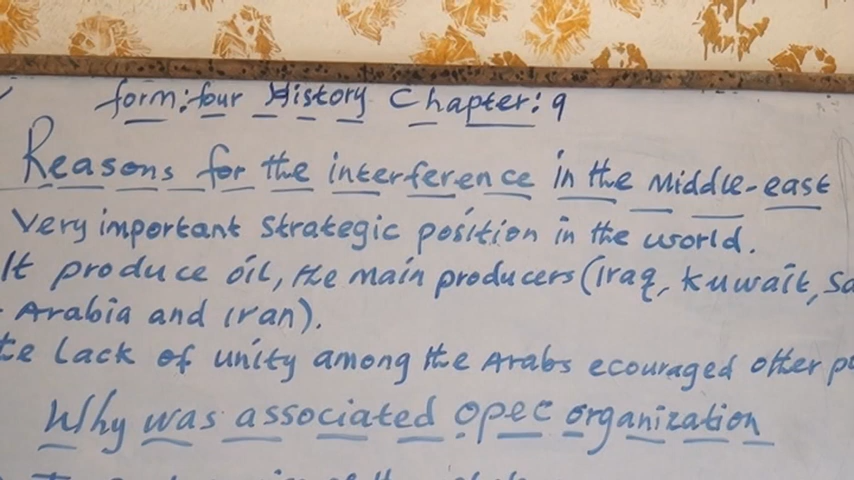 form:four History Chapter:9
Reasons for the interference in the Middle-east
Very important strategic position in the world.
It produce oil, the main producers (Iraq, Kuwait,
Arabia and Iran).
Lack of unity among the Arabs ecouraged other
Why was associated opec organization